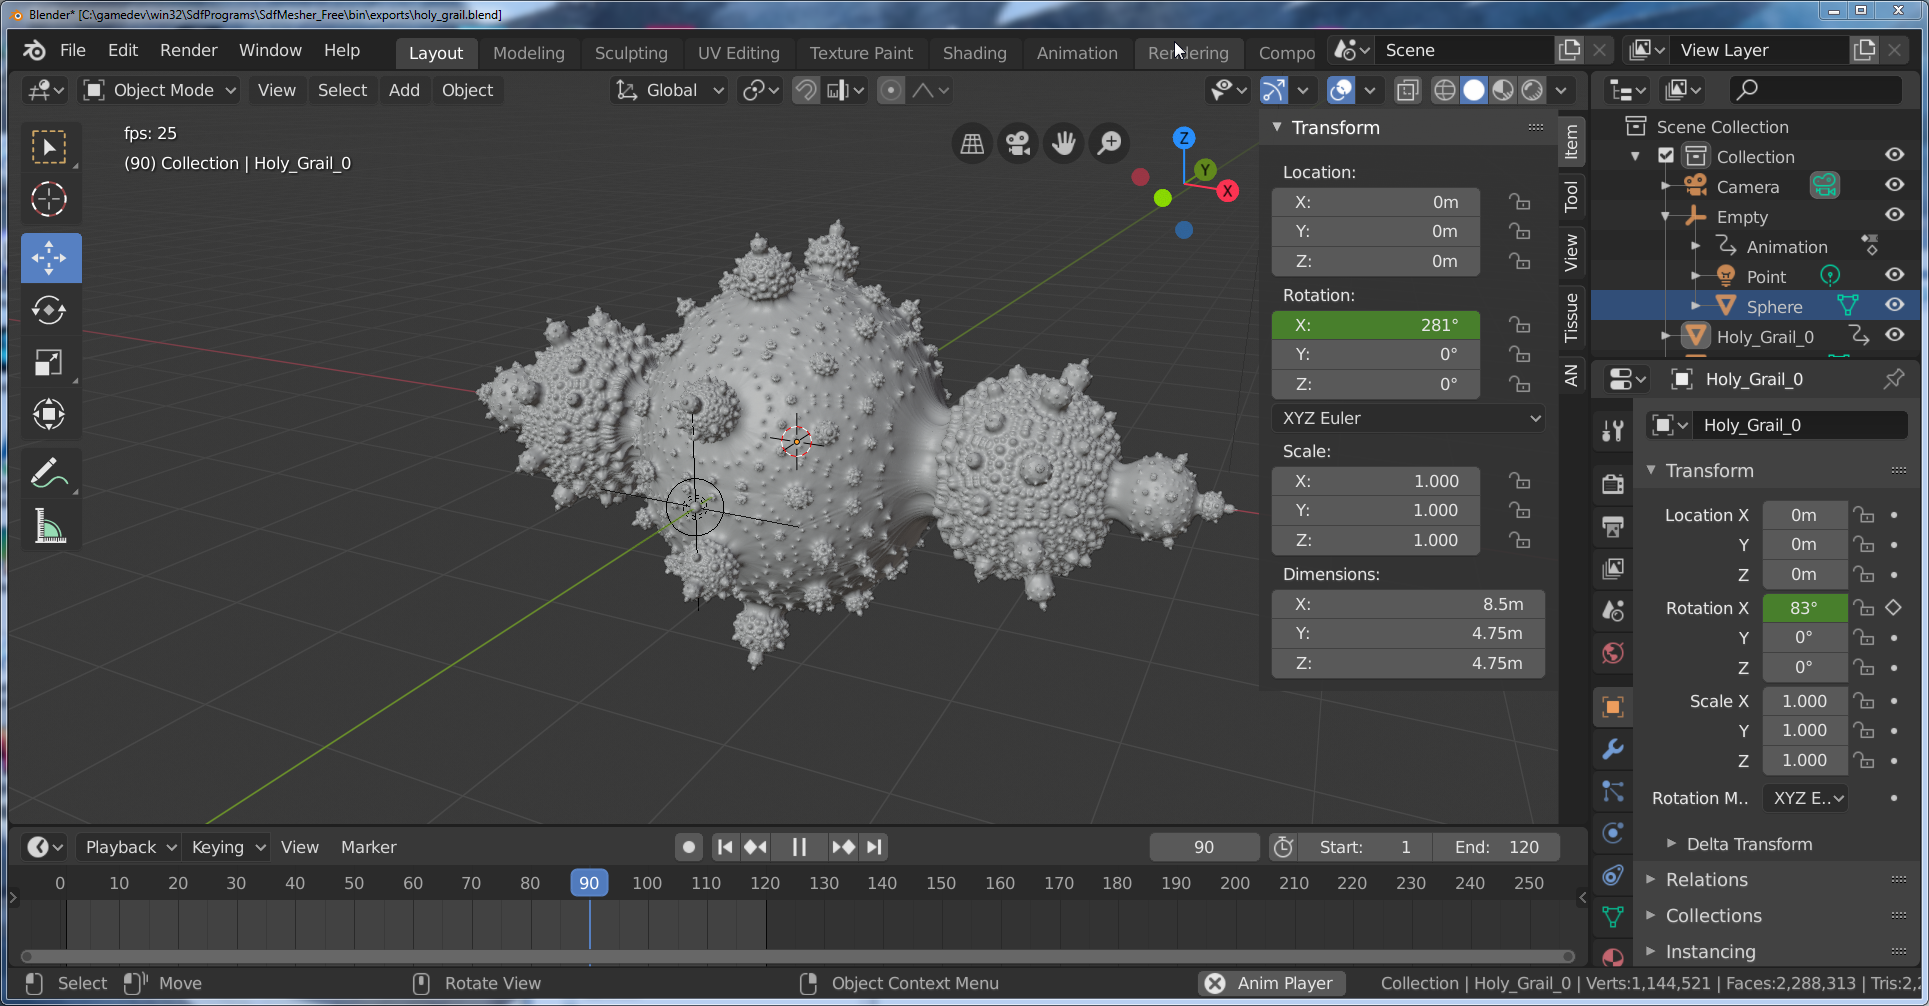 Blender* [C:\gamedev\win32\SdfPrograms\SdfMesher_Free\bin\exports\holy_grail.blend]
File Edit Render Window Help Layout Modeling Sculpting UV Editing Texture Paint Shading Animation Rendering Compo Scene View Layer
Object Mode View Select Add Object Global
fps: 25
(90) Collection | Holy_Grail_0
Z
Y
X
Transform
Location:
X: 0m
Y: 0m
Z: 0m
Rotation:
X: 281°
Y: 0°
Z: 0°
XYZ Euler
Scale:
X: 1.000
Y: 1.000
Z: 1.000
Dimensions:
X: 8.5m
Y: 4.75m
Z: 4.75m
Item
Tool
View
Tissue
AN
Scene Collection
Collection
Camera
Empty
Animation
Point
Sphere
Holy_Grail_0
Holy_Grail_0
Holy_Grail_0
Transform
Location X 0m
Y 0m
Z 0m
Rotation X 83°
Y 0°
Z 0°
Scale X 1.000
Y 1.000
Z 1.000
Rotation M.. XYZ E..
Delta Transform
Relations
Collections
Instancing
Playback Keying View Marker 90 Start: 1 End: 120
0 10 20 30 40 50 60 70 80 90 100 110 120 130 140 150 160 170 180 190 200 210 220 230 240 250
Select Move Rotate View Object Context Menu Anim Player Collection | Holy_Grail_0 | Verts:1,144,521 | Faces:2,288,313 | Tris:2,